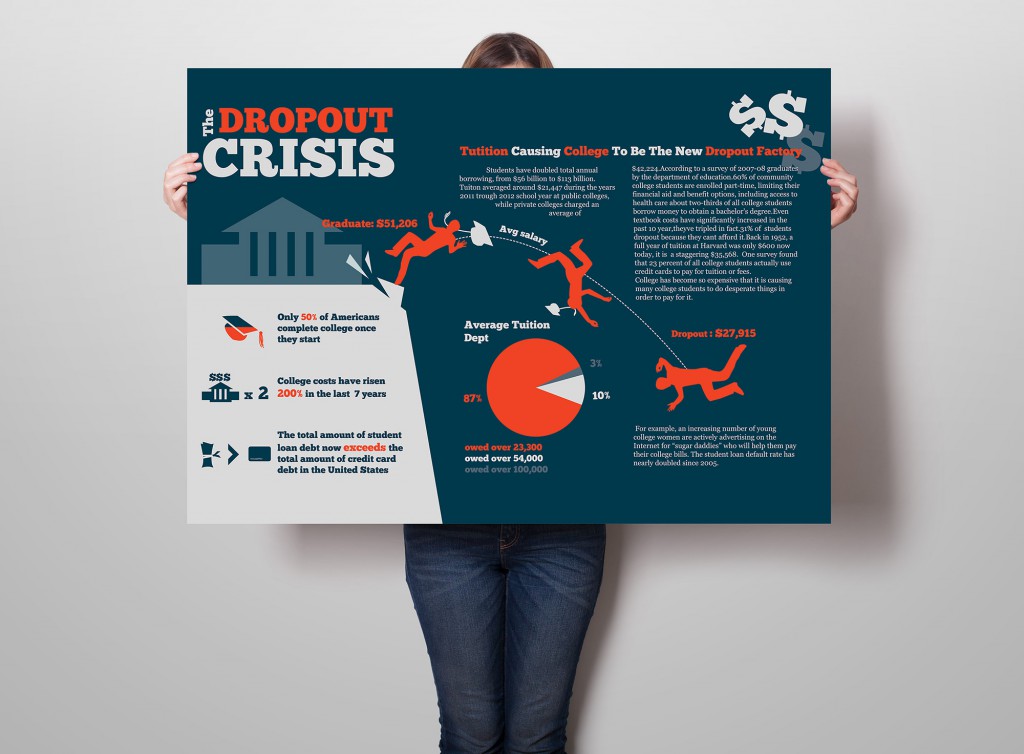 The
DROPOUT
CRISIS
Graduate: $51,206
Only 50% of Americans
complete college once
they start
$$$
x 2
College costs have risen
200% in the last 7 years
The total amount of student
loan debt now exceeds the
total amount of credit card
debt in the United States
$$$
Tutition Causing College To Be The New Dropout Factory
Students have doubled total annual
borrowing, from $56 billion to $113 billion.
Tuiton averaged around $21,447 during the years
2011 trough 2012 school year at public colleges,
while private colleges charged an
average of
$42,224.According to a survey of 2007-08 graduates
by the department of education.60% of community
college students are enrolled part-time, limiting their
financial aid and benefit options, including access to
health care about two-thirds of all college students
borrow money to obtain a bachelor's degree.Even
textbook costs have significantly increased in the
past 10 year,theyve tripled in fact.31% of students
dropout because they cant afford it.Back in 1952, a
full year of tuition at Harvard was only $600 now
today, it is a staggering $35,568. One survey found
that 23 percent of all college students actually use
credit cards to pay for tuition or fees.
College has become so expensive that it is causing
many college students to do desperate things in
order to pay for it.
Avg salary
Average Tuition
Dept
3%
87%
10%
owed over 23,300
owed over 54,000
owed over 100,000
Dropout : $27,915
For example, an increasing number of young
college women are actively advertising on the
Internet for "sugar daddies" who will help them pay
their college bills. The student loan default rate has
nearly doubled since 2005.